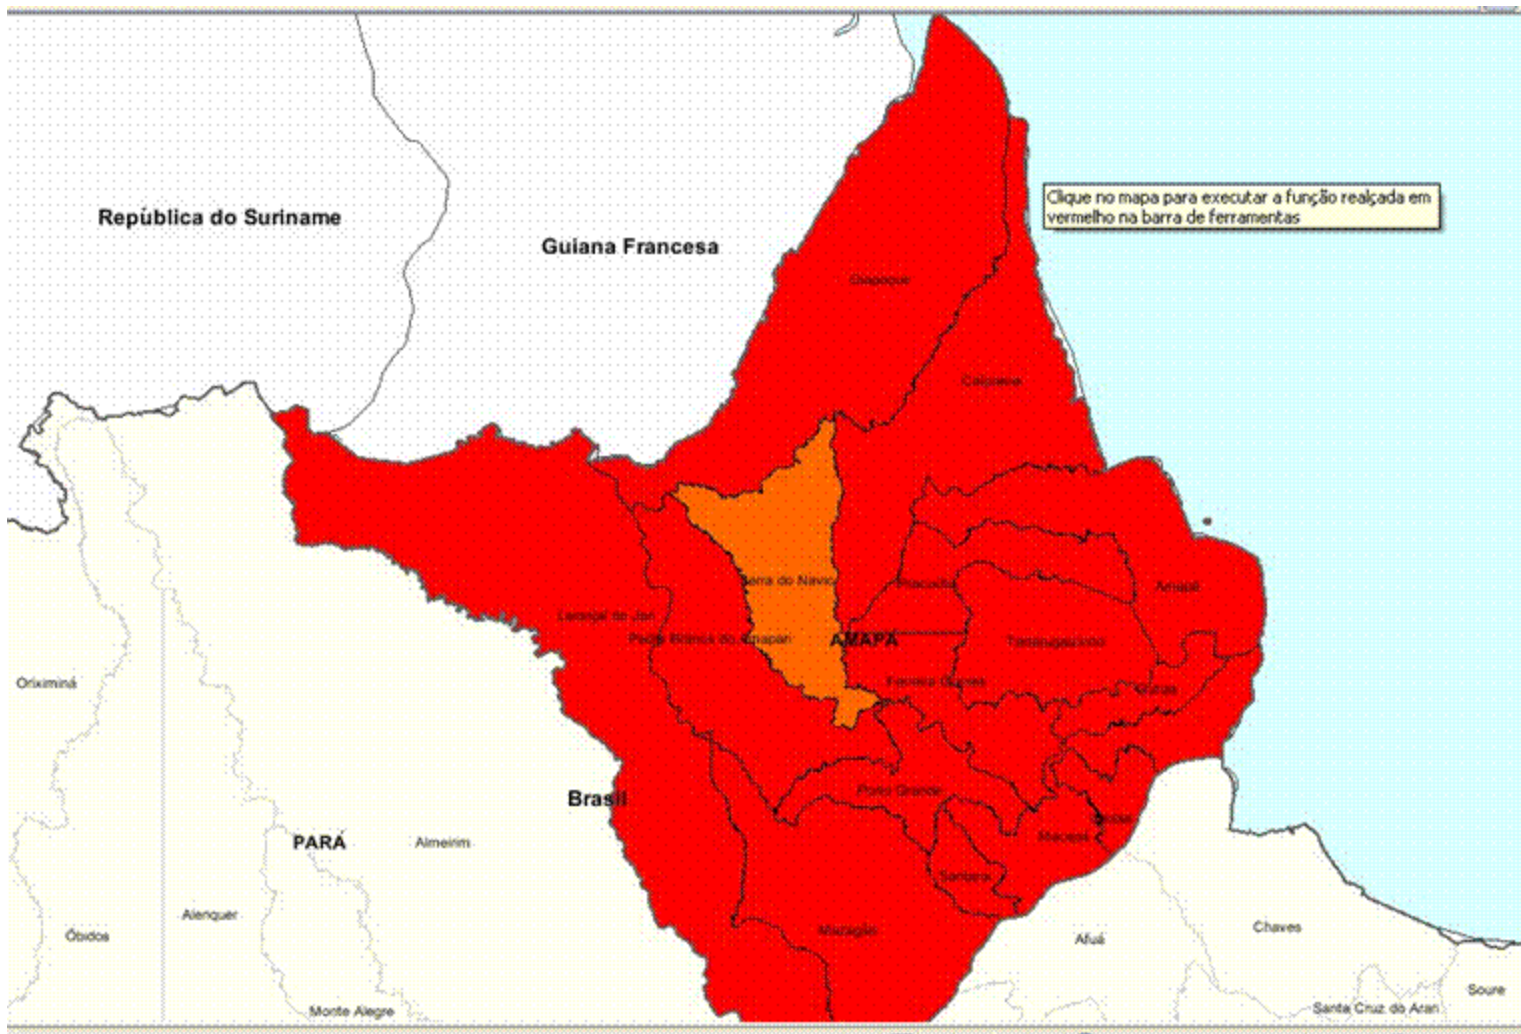 República do Suriname
Clique no mapa para executar a função realçada em
vermelho na barra de ferramentas
Guiana Francesa
Oiapoque
Calçoene
Serra do Navio
Pracuúba
Amapá
Laranjal do Jari
Pedra Branca do Amapari
AMAPÁ
Tartarugalzinho
Oriximiná
Ferreira Gomes
Cutias
Brasil
Porto Grande
Itaubal
Macapá
PARÁ
Almeirim
Santana
Alenquer
Óbidos
Mazagão
Afuá
Chaves
Soure
Monte Alegre
Santa Cruz do Arari